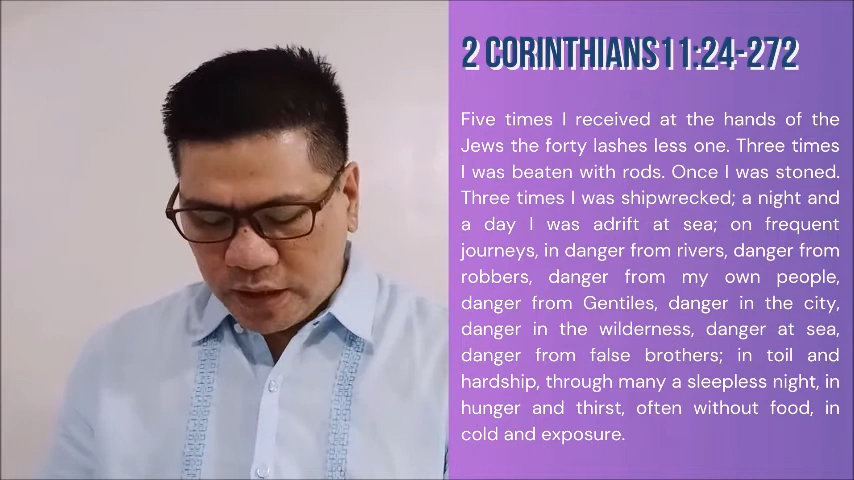 2 CORINTHIANS 11:24-272
Five times I received at the hands of the
Jews the forty lashes less one. Three times
I was beaten with rods. Once I was stoned.
Three times I was shipwrecked; a night and
a day I was adrift at sea; on frequent
journeys, in danger from rivers, danger from
robbers, danger from my own people,
danger from Gentiles, danger in the city,
danger in the wilderness, danger at sea,
danger from false brothers; in toil and
hardship, through many a sleepless night, in
hunger and thirst, often without food, in
cold and exposure.